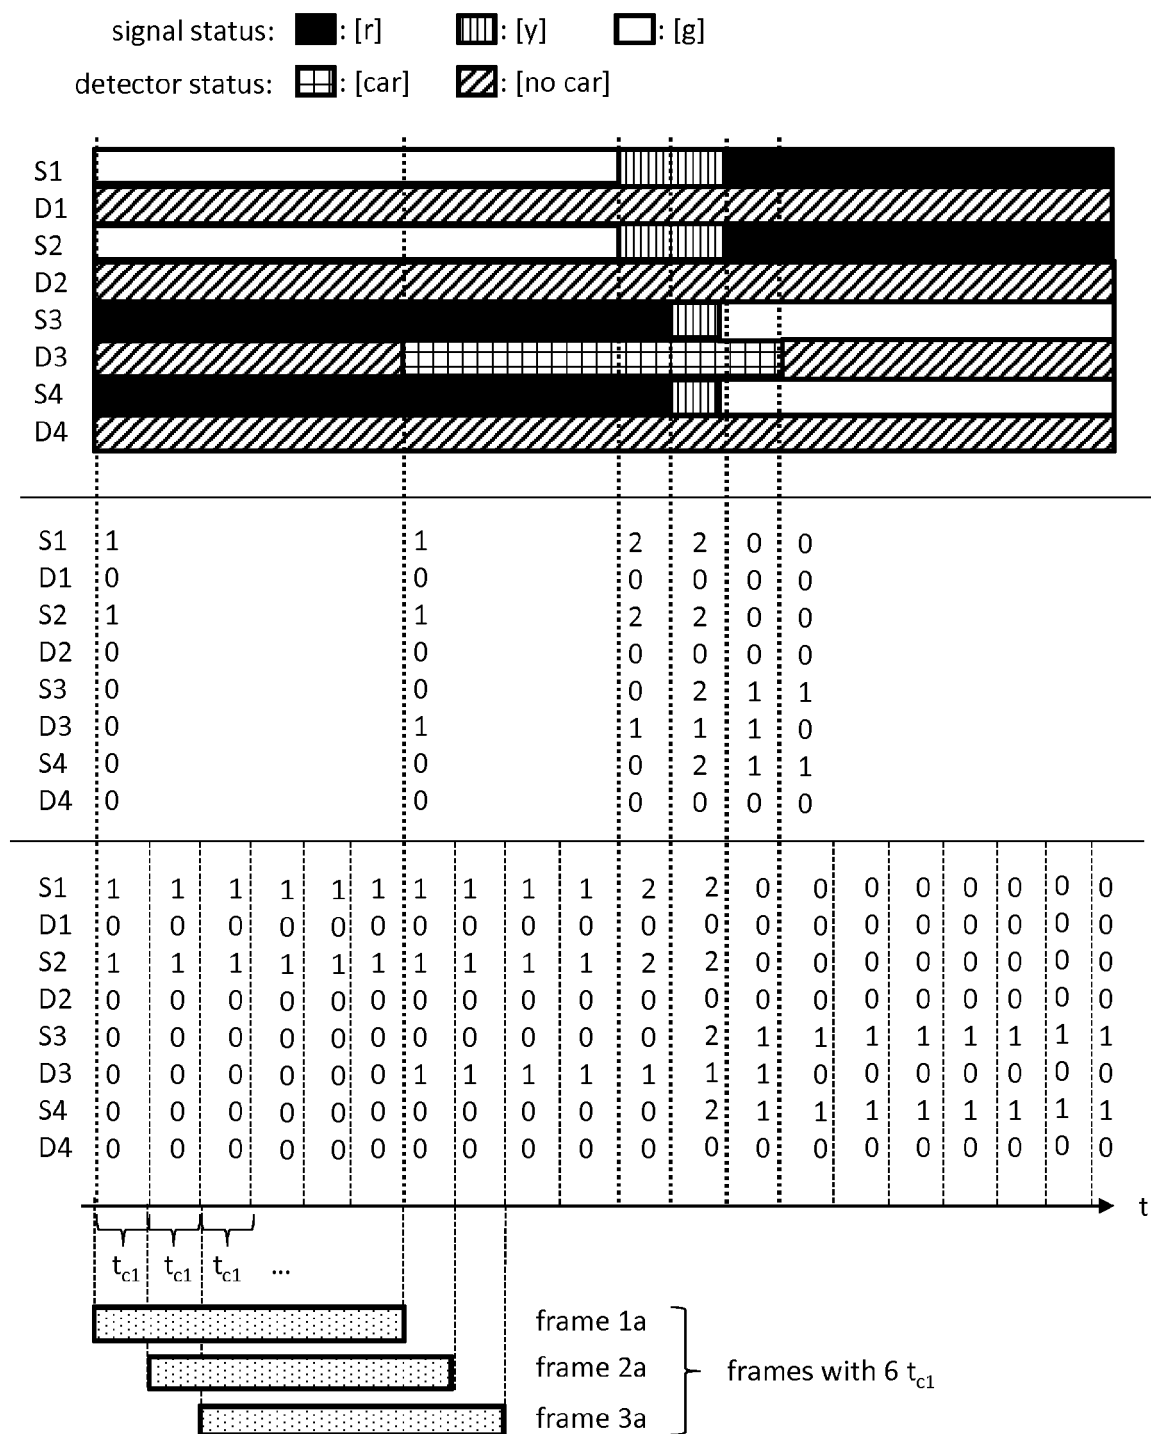 signal status: : [r] : [y] : [g]
detector status: : [car] : [no car]
S1
D1
S2
D2
S3
D3
S4
D4
S1 1 1 2 2 0 0
D1 0 0 0 0 0 0
S2 1 1 2 2 0 0
D2 0 0 0 0 0 0
S3 0 0 0 2 1 1
D3 0 1 1 1 1 0
S4 0 0 0 2 1 1
D4 0 0 0 0 0 0
S1 1 1 1 1 1 1 1 1 1 1 2 2 0 0 0 0 0 0 0 0
D1 0 0 0 0 0 0 0 0 0 0 0 0 0 0 0 0 0 0 0 0
S2 1 1 1 1 1 1 1 1 1 1 2 2 0 0 0 0 0 0 0 0
D2 0 0 0 0 0 0 0 0 0 0 0 0 0 0 0 0 0 0 0 0
S3 0 0 0 0 0 0 0 0 0 0 0 2 1 1 1 1 1 1 1 1
D3 0 0 0 0 0 0 1 1 1 1 1 1 1 0 0 0 0 0 0 0
S4 0 0 0 0 0 0 0 0 0 0 0 2 1 1 1 1 1 1 1 1
D4 0 0 0 0 0 0 0 0 0 0 0 0 0 0 0 0 0 0 0 0
t
tc1 tc1 tc1 ...
frame 1a
frame 2a
frames with 6 tc1
frame 3a